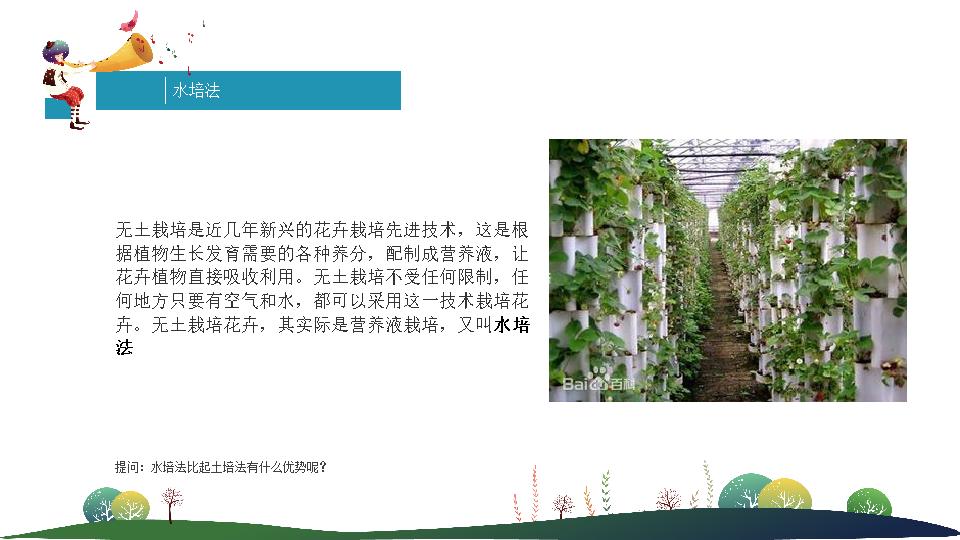 水培法
无土栽培是近几年新兴的花卉栽培先进技术，这是根
据植物生长发育需要的各种养分，配制成营养液，让
花卉植物直接吸收利用。无土栽培不受任何限制，任
何地方只要有空气和水，都可以采用这一技术栽培花
卉。无土栽培花卉，其实际是营养液栽培，又叫水培
法
Baidu百科
提问：水培法比起土培法有什么优势呢？